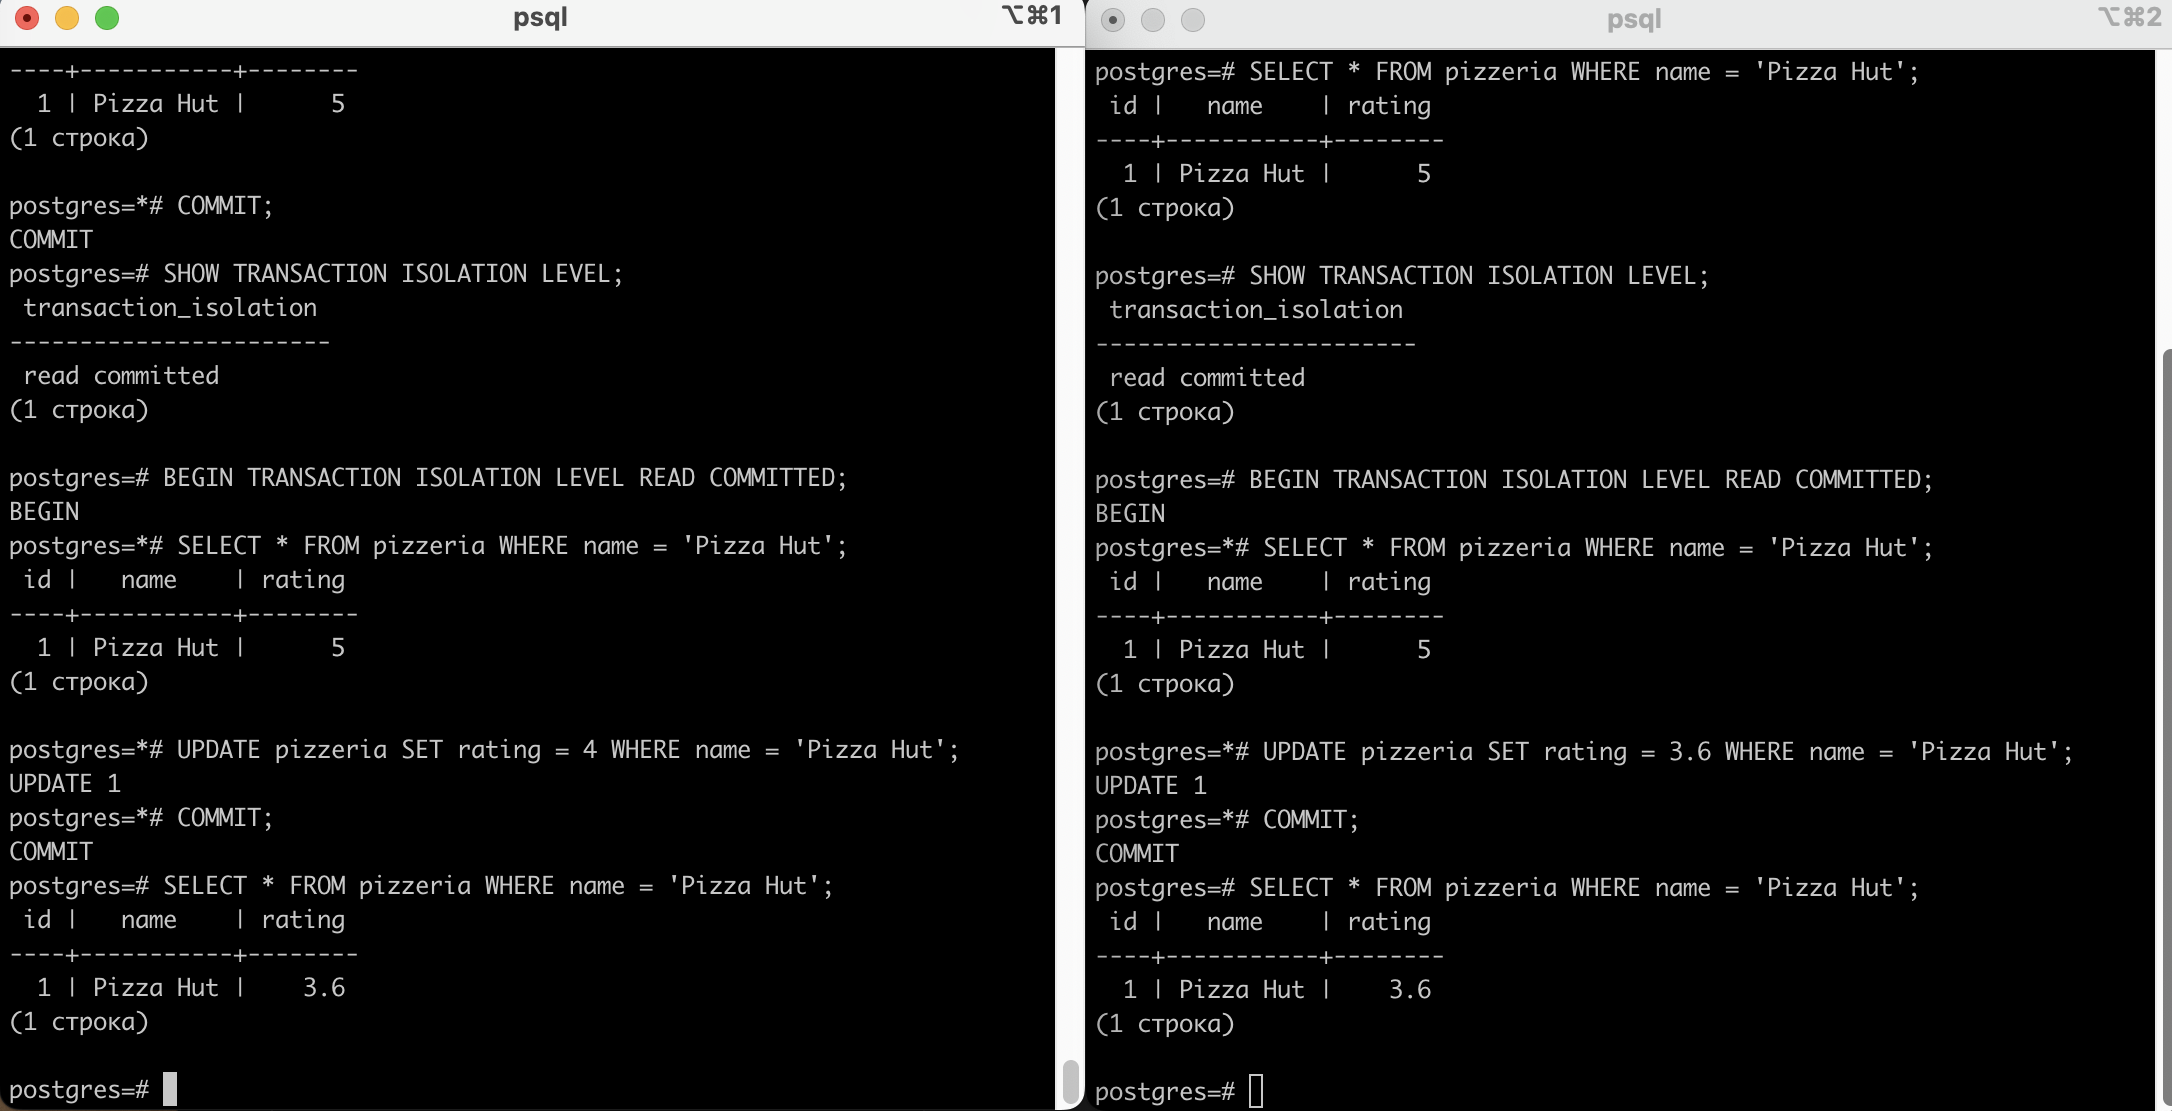 psql
⌥⌘1
----+-----------+--------
  1 | Pizza Hut |      5
(1 строка)

postgres=*# COMMIT;
COMMIT
postgres=# SHOW TRANSACTION ISOLATION LEVEL;
 transaction_isolation
-----------------------
 read committed
(1 строка)

postgres=# BEGIN TRANSACTION ISOLATION LEVEL READ COMMITTED;
BEGIN
postgres=*# SELECT * FROM pizzeria WHERE name = 'Pizza Hut';
 id |   name    | rating
----+-----------+--------
  1 | Pizza Hut |      5
(1 строка)

postgres=*# UPDATE pizzeria SET rating = 4 WHERE name = 'Pizza Hut';
UPDATE 1
postgres=*# COMMIT;
COMMIT
postgres=# SELECT * FROM pizzeria WHERE name = 'Pizza Hut';
 id |   name    | rating
----+-----------+--------
  1 | Pizza Hut |    3.6
(1 строка)

postgres=#
psql
⌥⌘2
postgres=# SELECT * FROM pizzeria WHERE name = 'Pizza Hut';
 id |   name    | rating
----+-----------+--------
  1 | Pizza Hut |      5
(1 строка)

postgres=# SHOW TRANSACTION ISOLATION LEVEL;
 transaction_isolation
-----------------------
 read committed
(1 строка)

postgres=# BEGIN TRANSACTION ISOLATION LEVEL READ COMMITTED;
BEGIN
postgres=*# SELECT * FROM pizzeria WHERE name = 'Pizza Hut';
 id |   name    | rating
----+-----------+--------
  1 | Pizza Hut |      5
(1 строка)

postgres=*# UPDATE pizzeria SET rating = 3.6 WHERE name = 'Pizza Hut';
UPDATE 1
postgres=*# COMMIT;
COMMIT
postgres=# SELECT * FROM pizzeria WHERE name = 'Pizza Hut';
 id |   name    | rating
----+-----------+--------
  1 | Pizza Hut |    3.6
(1 строка)

postgres=#